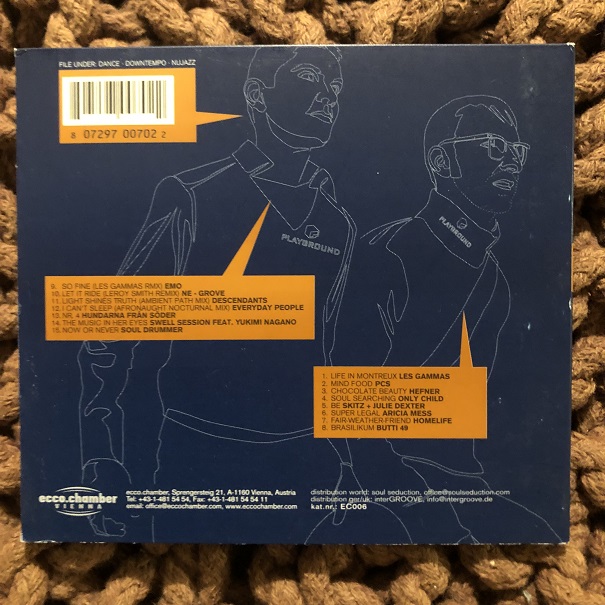 FILE UNDER: DANCE · DOWNTEMPO · NUJAZZ
8 07297 00702 2
PLAYGROUND
PLAYGROUND
9. SO FINE (LES GAMMAS RMX) EMO
10. LET IT RIDE (LEROY SMITH REMIX) NE - GROVE
11. LIGHT SHINES TRUTH (AMBIENT PATH MIX) DESCENDANTS
12. I CAN'T SLEEP (AFRONAUGHT NOCTURNAL MIX) EVERYDAY PEOPLE
13. NR. 4 HUNDARNA FRÅN SÖDER
14. THE MUSIC IN HER EYES SWELL SESSION FEAT. YUKIMI NAGANO
15. NOW OR NEVER SOUL DRUMMER
1. LIFE IN MONTREUX LES GAMMAS
2. MIND FOOD PCS
3. CHOCOLATE BEAUTY HEFNER
4. SOUL SEARCHING ONLY CHILD
5. BE SKITZ + JULIE DEXTER
6. SUPER LEGAL ARICIA MESS
7. FAIR-WEATHER-FRIEND HOMELIFE
8. BRASILIKUM BUTTI 49
ecco.chamber
VIENNA
ecco.chamber, Sprengersteig 21, A-1160 Vienna, Austria
Tel: +43-1-481 54 54, Fax: +43-1-481 54 54 11
email: office@eccochamber.com, www.eccochamber.com
distribution world: soul seduction, office@soulseduction.com
distribution ger/uk: interGROOVE, info@intergroove.de
kat.nr.: EC006